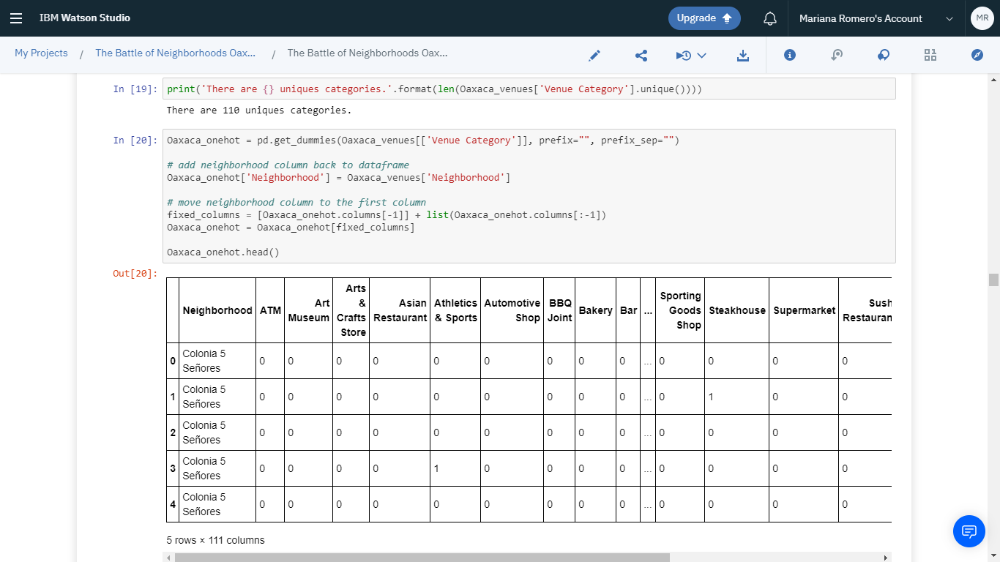 IBM Watson Studio
Upgrade
Mariana Romero's Account
MR
My Projects / The Battle of Neighborhoods Oax... / The Battle of Neighborhoods Oax...
In [19]: print('There are {} uniques categories.'.format(len(Oaxaca_venues['Venue Category'].unique())))
There are 110 uniques categories.
In [20]: Oaxaca_onehot = pd.get_dummies(Oaxaca_venues[['Venue Category']], prefix="", prefix_sep="")
# add neighborhood column back to dataframe
Oaxaca_onehot['Neighborhood'] = Oaxaca_venues['Neighborhood']
# move neighborhood column to the first column
fixed_columns = [Oaxaca_onehot.columns[-1]] + list(Oaxaca_onehot.columns[:-1])
Oaxaca_onehot = Oaxaca_onehot[fixed_columns]
Oaxaca_onehot.head()
Out[20]:
Neighborhood ATM Art Museum Arts & Crafts Store Asian Restaurant Athletics & Sports Automotive Shop BBQ Joint Bakery Bar ... Sporting Goods Shop Steakhouse Supermarket Sush Restauran
0 Colonia 5 Señores 0 0 0 0 0 0 0 0 0 ... 0 0 0 0
1 Colonia 5 Señores 0 0 0 0 0 0 0 0 0 ... 0 1 0 0
2 Colonia 5 Señores 0 0 0 0 0 0 0 0 0 ... 0 0 0 0
3 Colonia 5 Señores 0 0 0 0 1 0 0 0 0 ... 0 0 0 0
4 Colonia 5 Señores 0 0 0 0 0 0 0 0 0 ... 0 0 0 0
5 rows × 111 columns